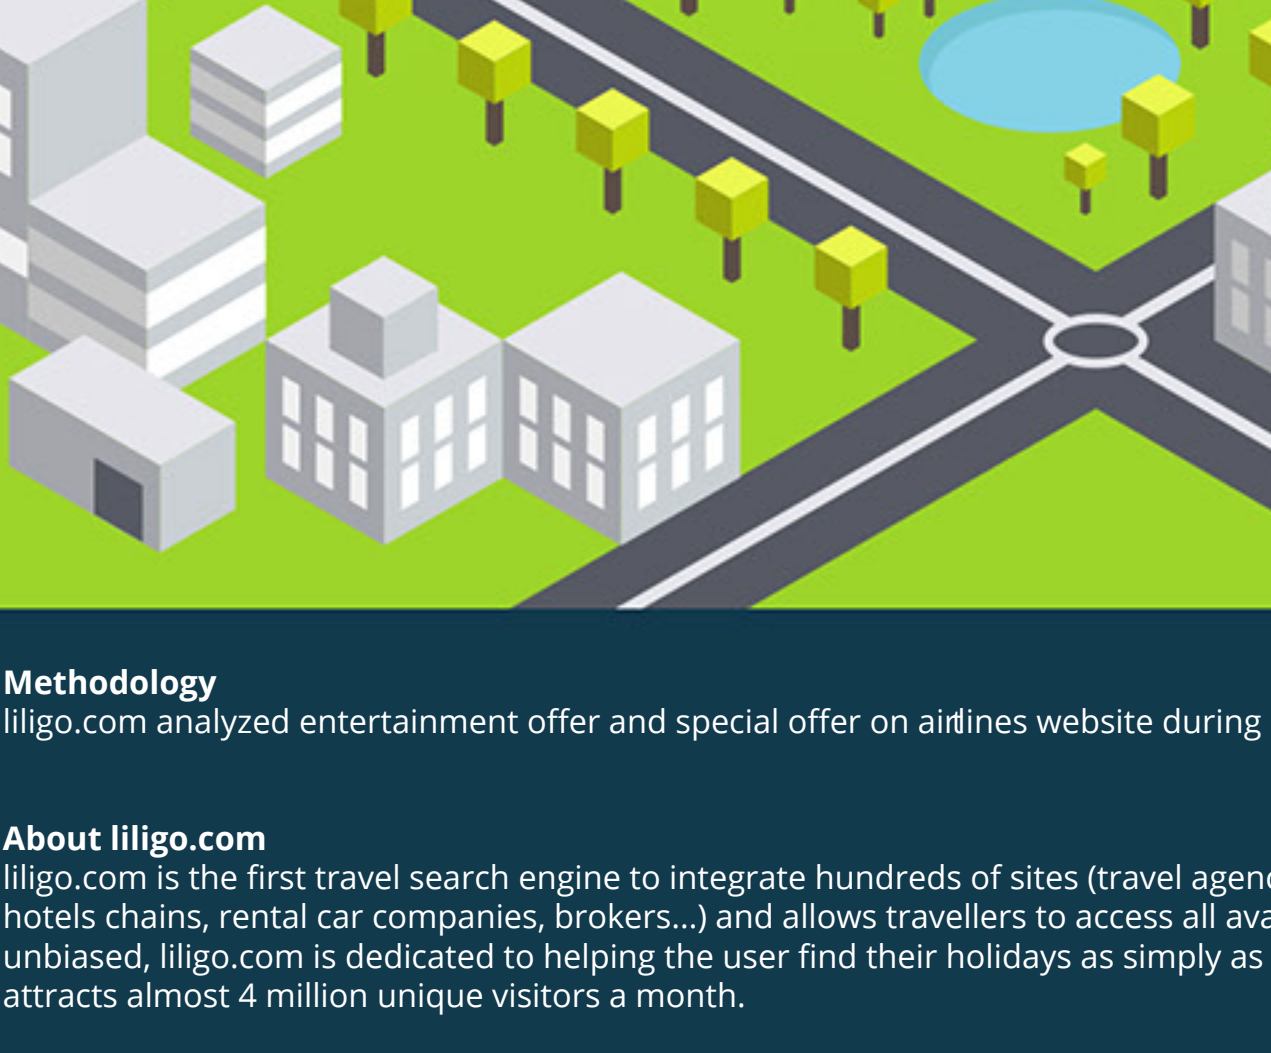 Methodology
liligo.com analyzed entertainment offer and special offer on airtlines website during
About liligo.com
liligo.com is the first travel search engine to integrate hundreds of sites (travel agenc
hotels chains, rental car companies, brokers...) and allows travellers to access all ava
unbiased, liligo.com is dedicated to helping the user find their holidays as simply as
attracts almost 4 million unique visitors a month.